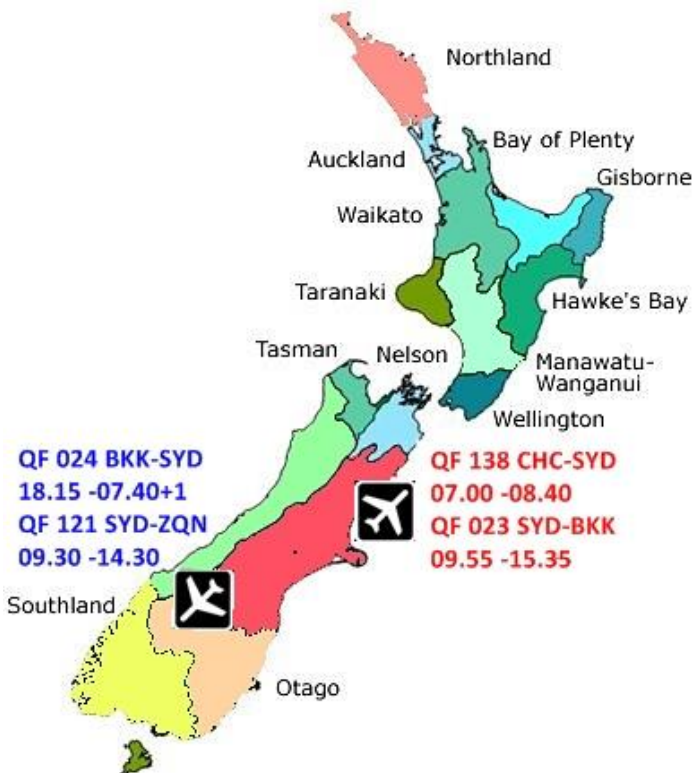 Northland
Bay of Plenty
Auckland
Gisborne
Waikato
Taranaki
Hawke's Bay
Tasman
Nelson
Manawatu-
Wanganui
Wellington
QF 024 BKK-SYD
18.15 -07.40+1
QF 121 SYD-ZQN
09.30 -14.30
QF 138 CHC-SYD
07.00 -08.40
QF 023 SYD-BKK
09.55 -15.35
Southland
Otago